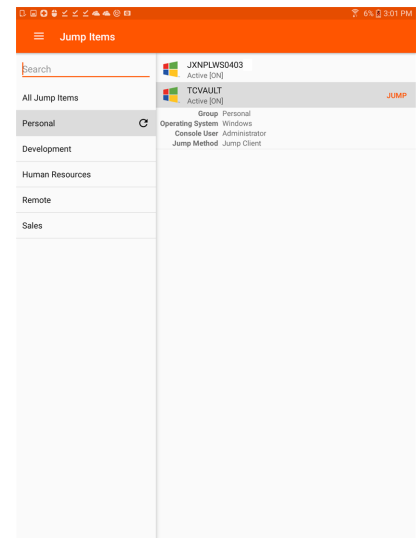 6% 3:01 PM
Jump Items
Search
All Jump Items
Personal
Development
Human Resources
Remote
Sales
JXNPLWS0403
Active [ON]
TCVAULT
Active [ON]
JUMP
Group Personal
Operating System Windows
Console User Administrator
Jump Method Jump Client